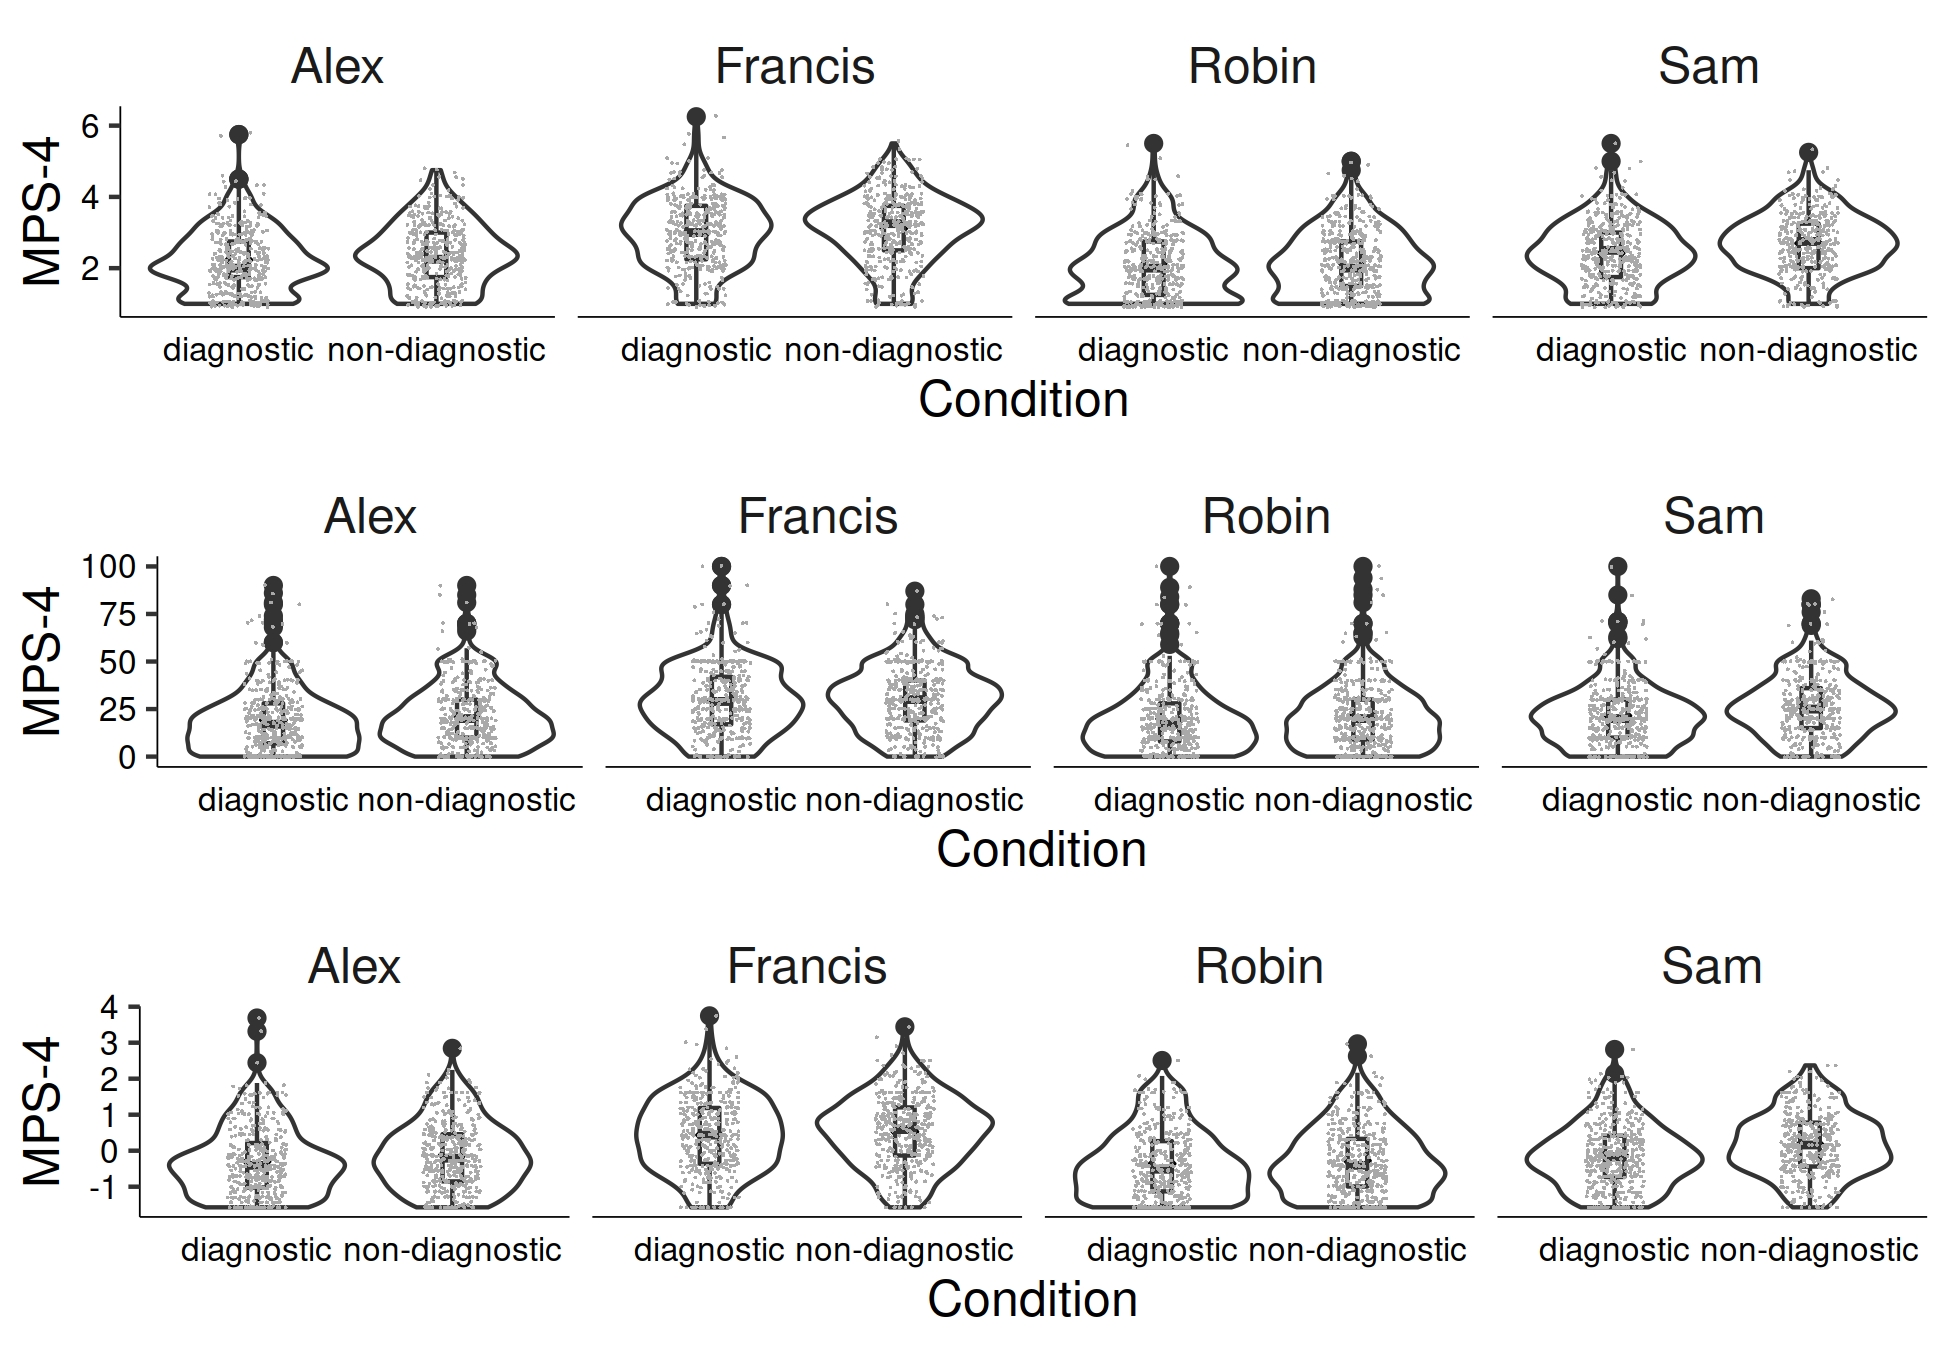 Alex Francis Robin Sam
MPS-4
6
4
2
diagnostic non-diagnostic diagnostic non-diagnostic diagnostic non-diagnostic diagnostic non-diagnostic
Condition
Alex Francis Robin Sam
MPS-4
100
75
50
25
0
diagnostic non-diagnostic diagnostic non-diagnostic diagnostic non-diagnostic diagnostic non-diagnostic
Condition
Alex Francis Robin Sam
MPS-4
4
3
2
1
0
-1
diagnostic non-diagnostic diagnostic non-diagnostic diagnostic non-diagnostic diagnostic non-diagnostic
Condition